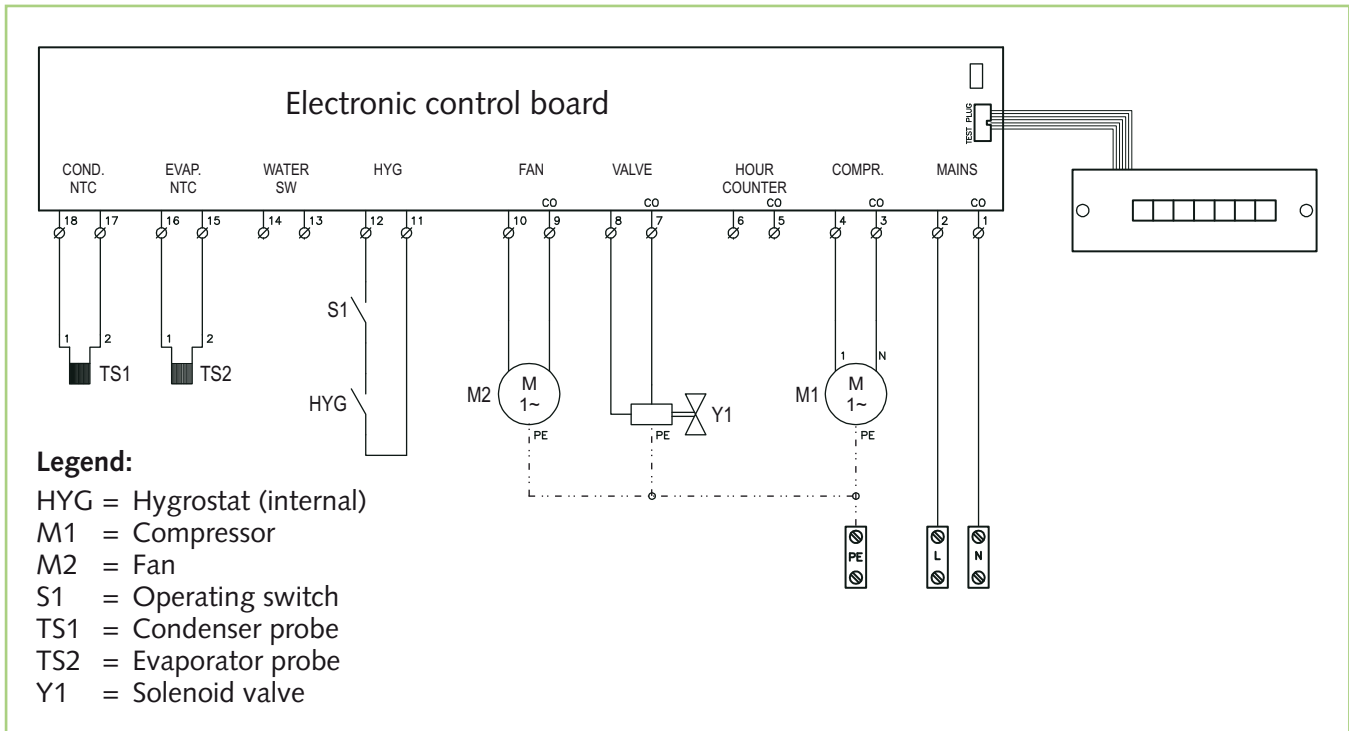 Electronic control board
TEST PLUG
COND. NTC
EVAP. NTC
WATER SW
HYG
FAN
VALVE
HOUR COUNTER
COMPR.
MAINS
CO CO CO CO CO
18 17 16 15 14 13 12 11 10 9 8 7 6 5 4 3 2 1
S1
HYG
1 2 TS1
1 2 TS2
M2 M 1~ PE
Y1 PE
M1 1 N M 1~ PE
PE L N
Legend:
HYG = Hygrostat (internal)
M1 = Compressor
M2 = Fan
S1 = Operating switch
TS1 = Condenser probe
TS2 = Evaporator probe
Y1 = Solenoid valve